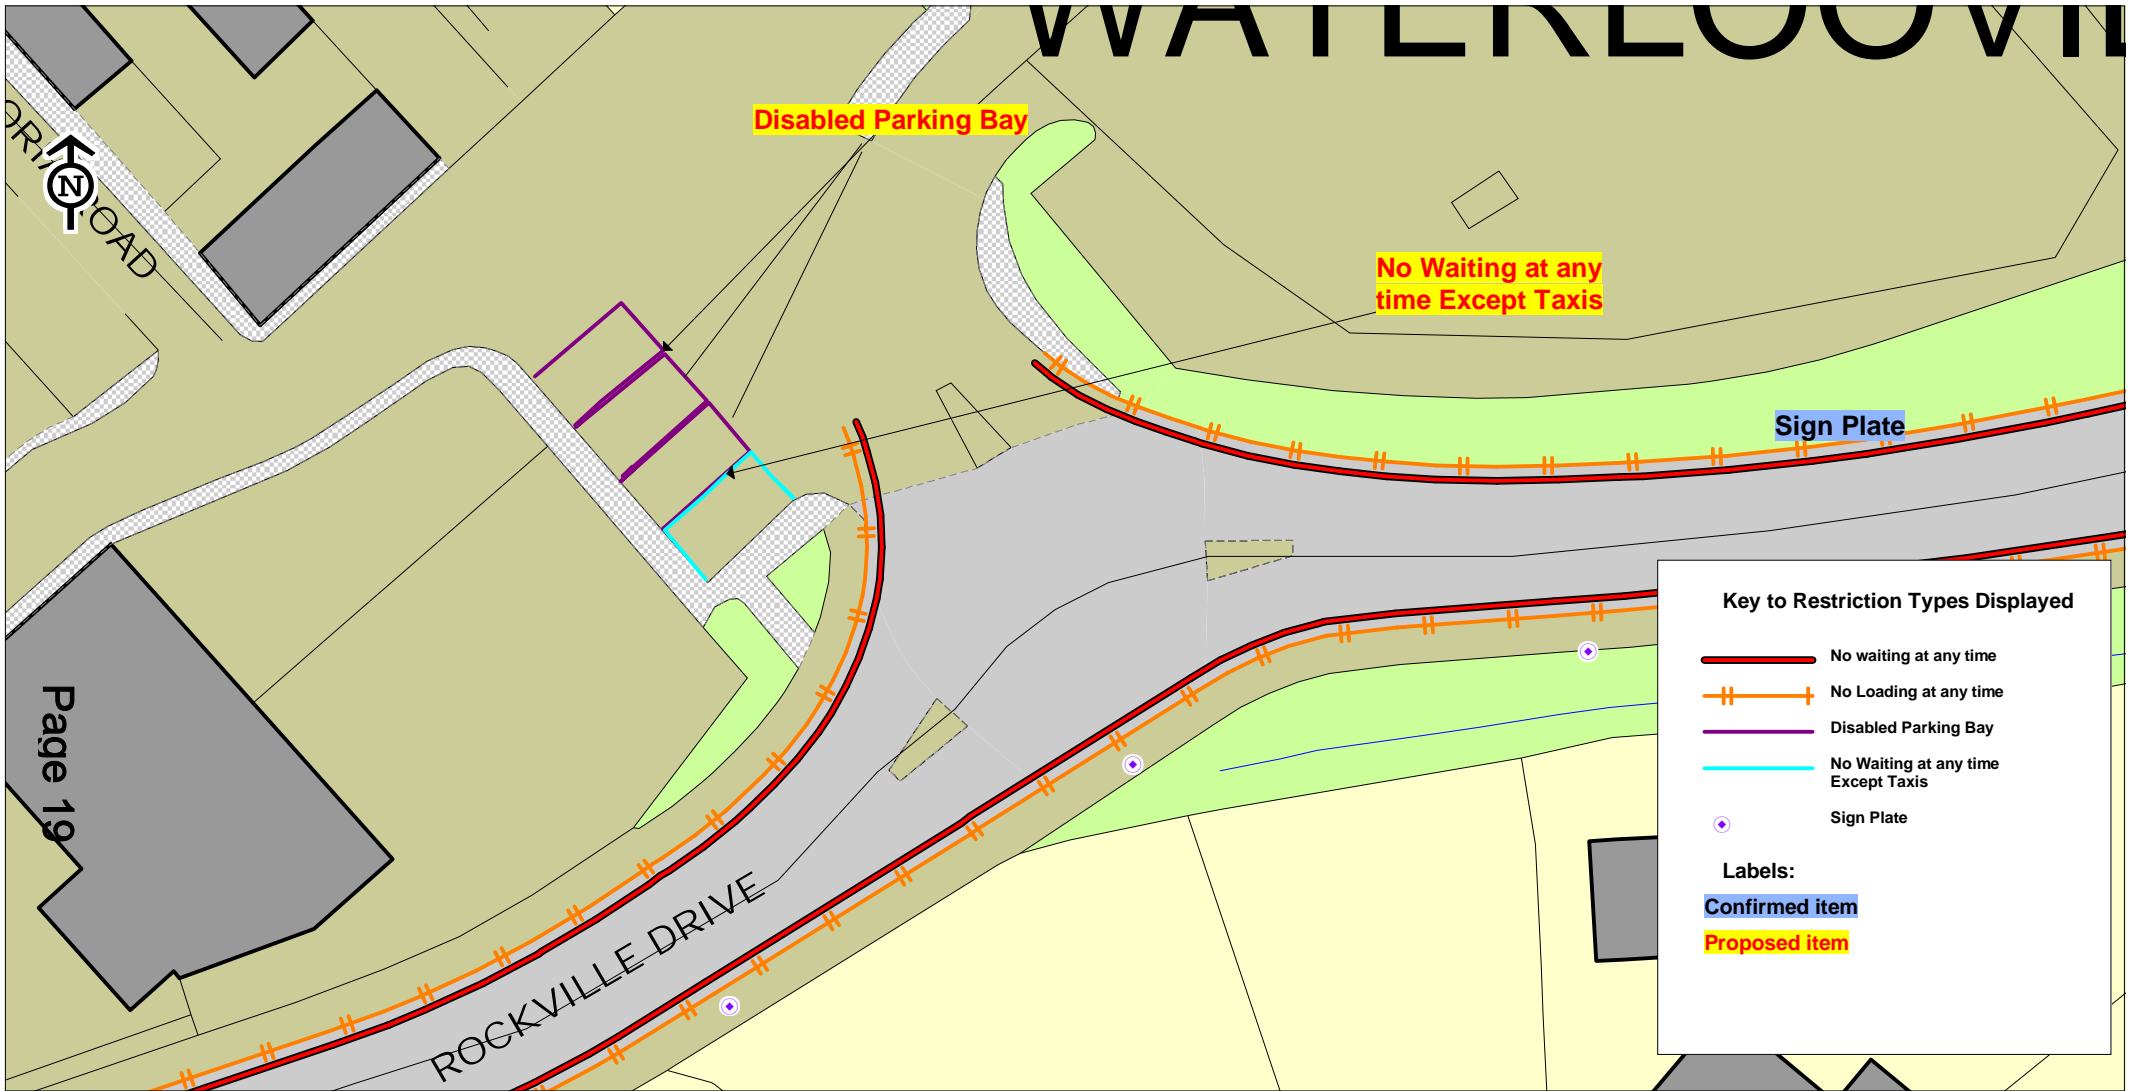 WATERLOOVIL
Disabled Parking Bay
ROAD
N
No Waiting at any
time Except Taxis
Sign Plate
Key to Restriction Types Displayed
No waiting at any time
No Loading at any time
Disabled Parking Bay
No Waiting at any time
Except Taxis
Sign Plate
Labels:
Confirmed item
Proposed item
Page 19
ROCKVILLE DRIVE